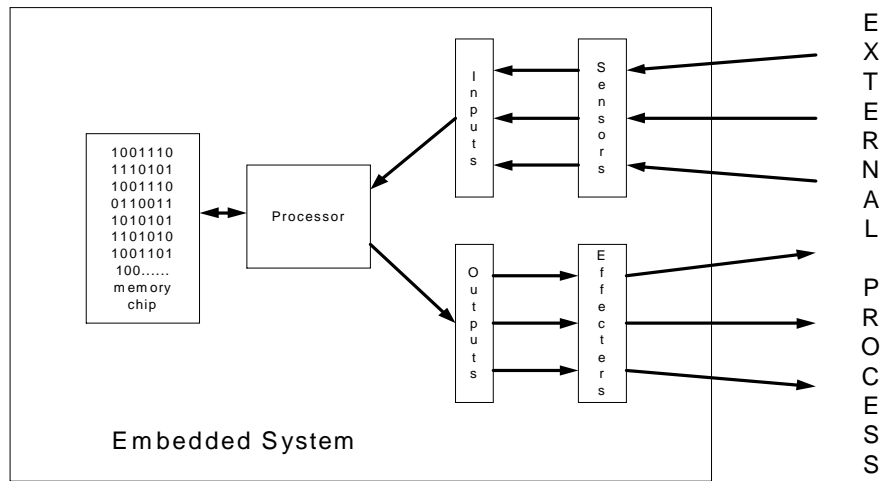 1001110
1110101
1001110
0110011
1010101
1101010
1001101
100......
memory
chip
Processor
Inputs
Sensors
Outputs
Effecters
Embedded System
EXTERNAL PROCESS